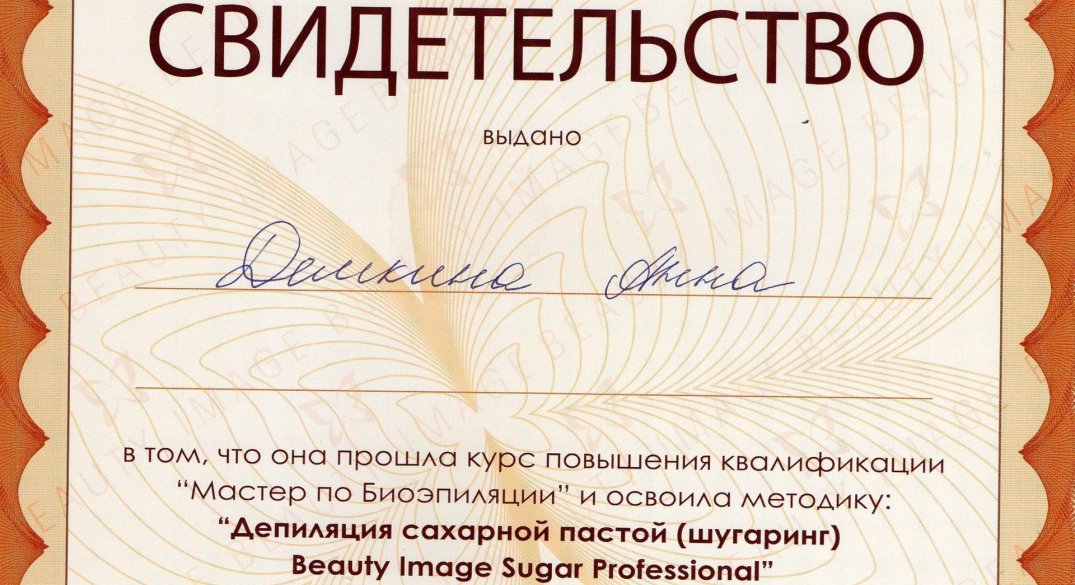 СВИДЕТЕЛЬСТВО
выдано
Демкина Анна
в том, что она прошла курс повышения квалификации
“Мастер по Биоэпиляции” и освоила методику:
“Депиляция сахарной пастой (шугаринг)
Beauty Image Sugar Professional”